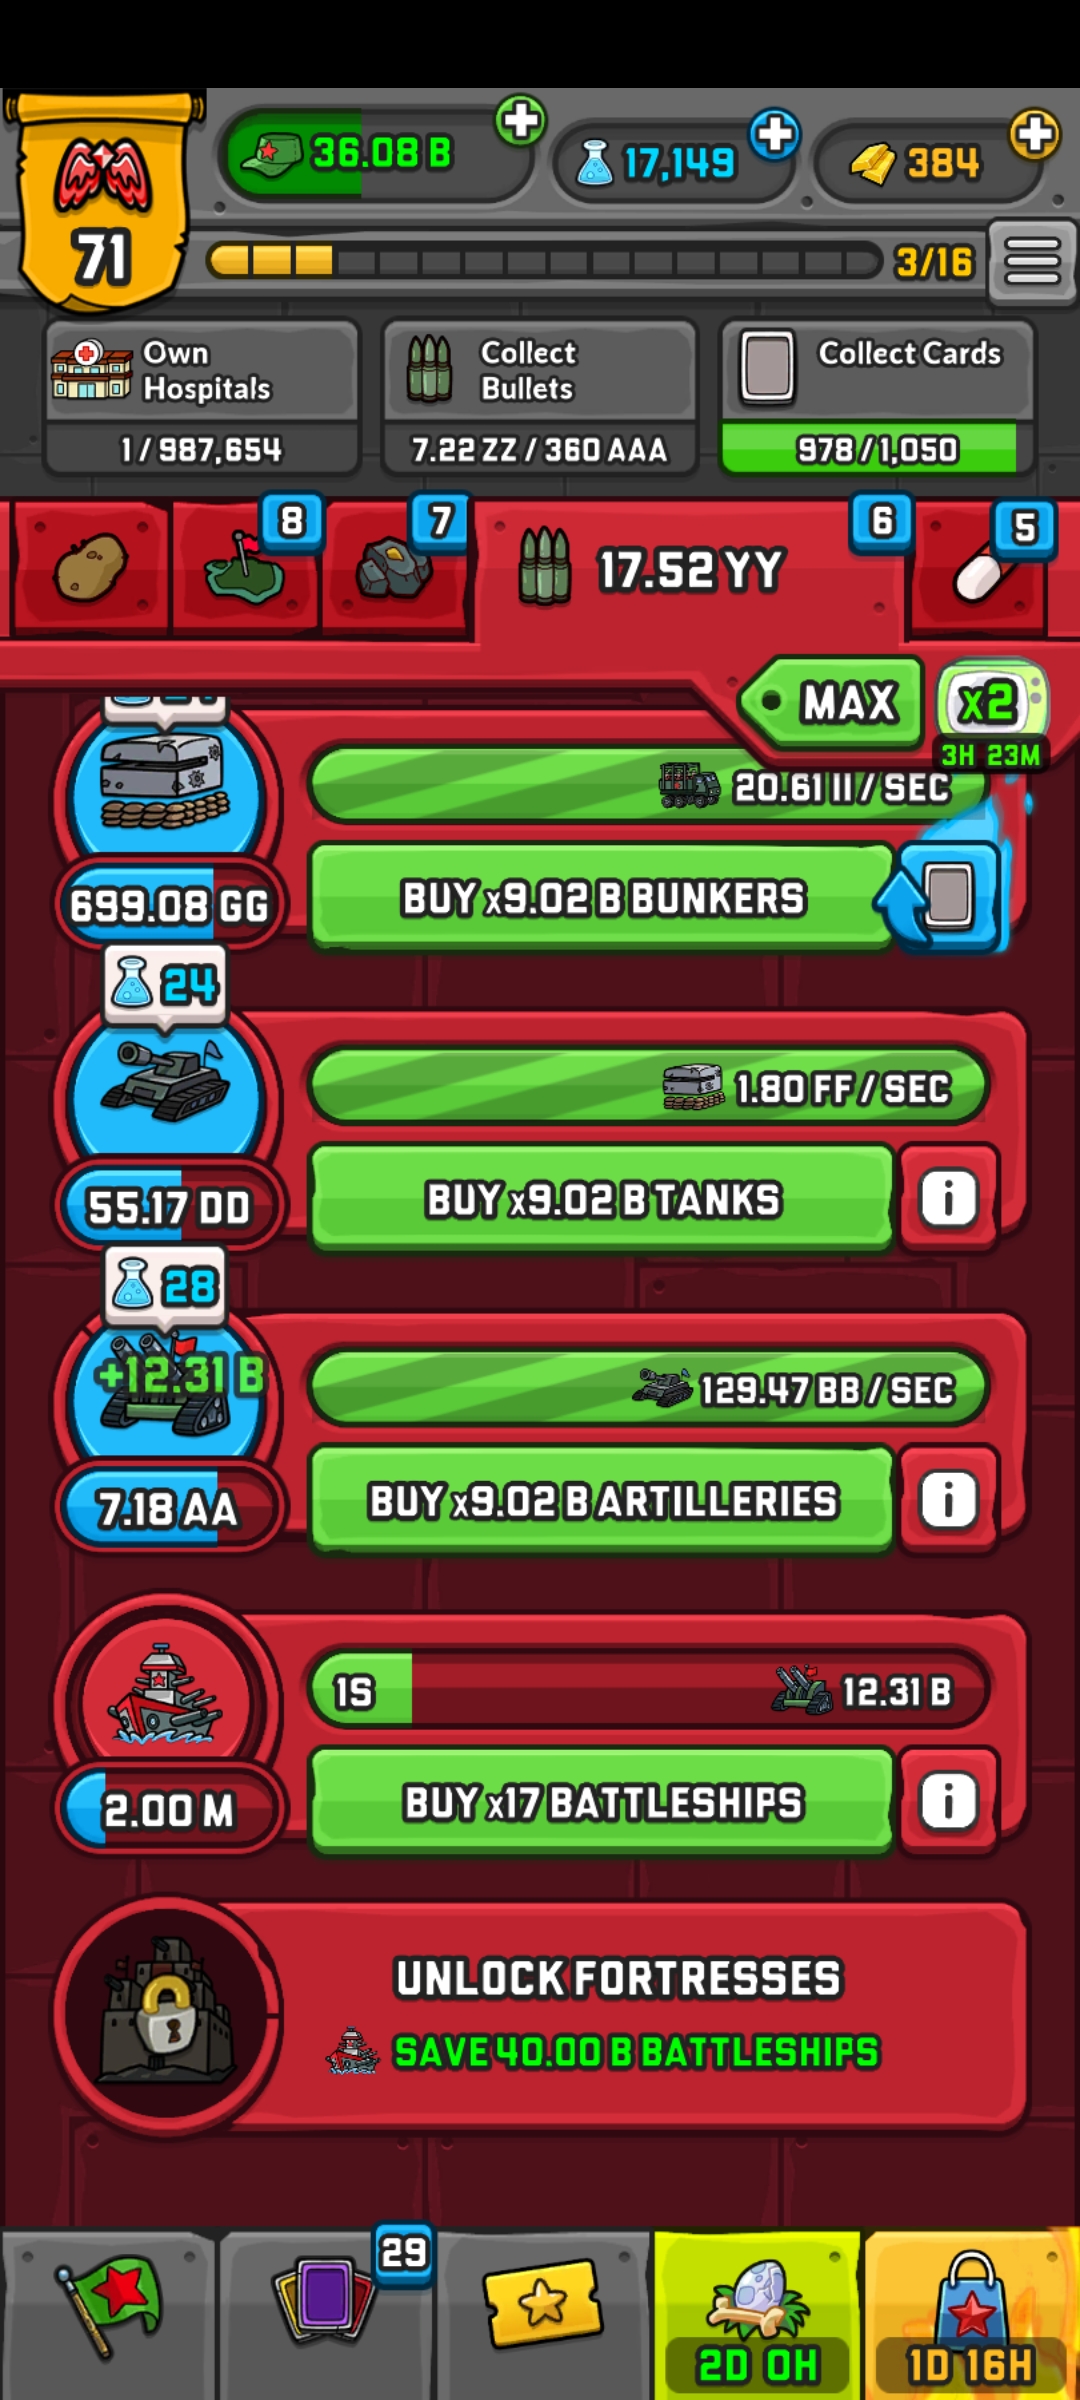 71
36.08 B
17,149
384
3/16
Own
Hospitals
1 / 987,654
Collect
Bullets
7.22 ZZ / 360 AAA
Collect Cards
978 / 1,050
8
7
17.52 YY
6
5
MAX
x2
3H 23M
20.61 II / SEC
BUY x9.02 B BUNKERS
699.08 GG
24
1.80 FF / SEC
BUY x9.02 B TANKS
55.17 DD
28
+12.31 B
129.47 BB / SEC
BUY x9.02 B ARTILLERIES
7.18 AA
1S
12.31 B
BUY x17 BATTLESHIPS
2.00 M
UNLOCK FORTRESSES
SAVE 40.00 B BATTLESHIPS
29
2D 0H
1D 16H